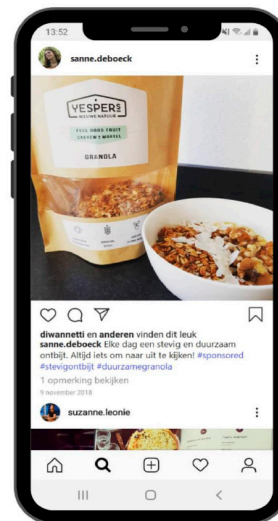 13:52
sanne.deboeck
YESPERS
NIEUWE NATUUR
GRANOLA
diwannetti en anderen vinden dit leuk
sanne.deboeck Elke dag een stevig en duurzaam
ontbijt. Altijd iets om naar uit te kijken! #sponsored
#stevigontbijt #duurzamegranola
1 opmerking bekijken
9 november 2018
suzanne.leonie